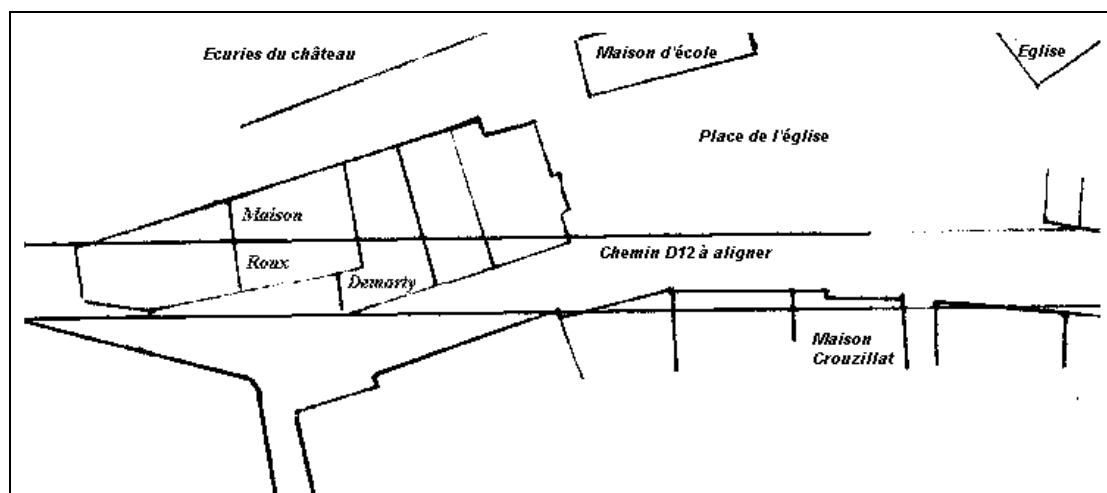 Ecuries du château
Maison d'école
Eglise
Place de l'église
Maison
Roux
Demarty
Chemin D12 à aligner
Maison
Crouzillat